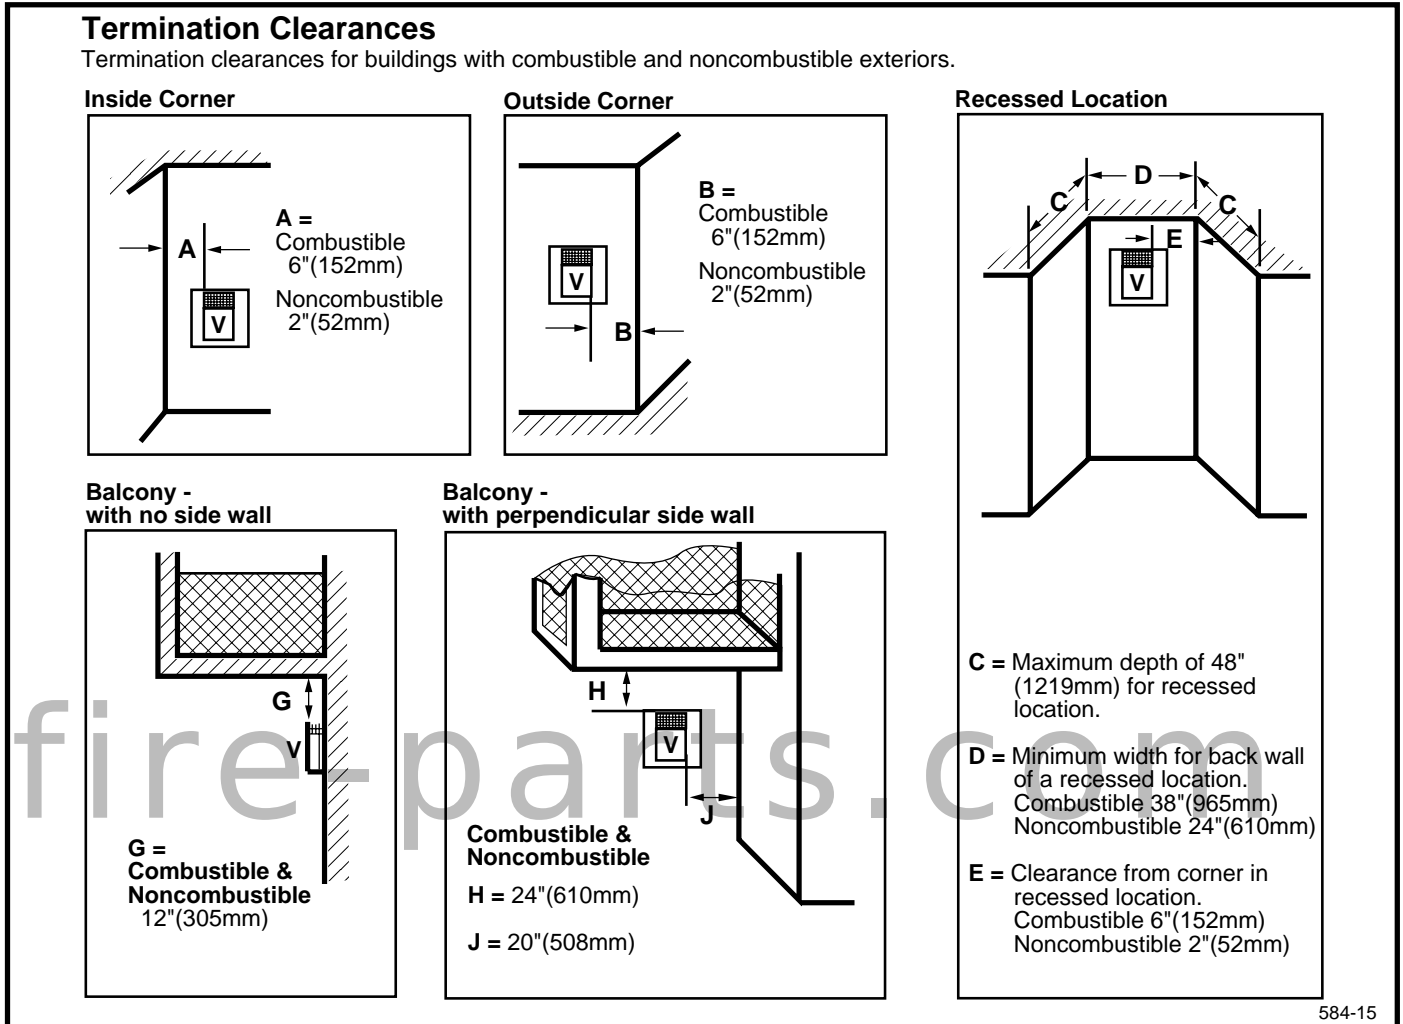 Termination Clearances
Termination clearances for buildings with combustible and noncombustible exteriors.
Inside Corner
A
V
A =
Combustible
6"(152mm)
Noncombustible
2"(52mm)
Outside Corner
V
B
B =
Combustible
6"(152mm)
Noncombustible
2"(52mm)
Recessed Location
D
C
C
E
V
C = Maximum depth of 48"
(1219mm) for recessed
location.
D = Minimum width for back wall
of a recessed location.
Combustible 38"(965mm)
Noncombustible 24"(610mm)
E = Clearance from corner in
recessed location.
Combustible 6"(152mm)
Noncombustible 2"(52mm)
Balcony -
with no side wall
G
V
G =
Combustible &
Noncombustible
12"(305mm)
Balcony -
with perpendicular side wall
H
V
J
Combustible &
Noncombustible
H = 24"(610mm)
J = 20"(508mm)
fire-parts.com
584-15